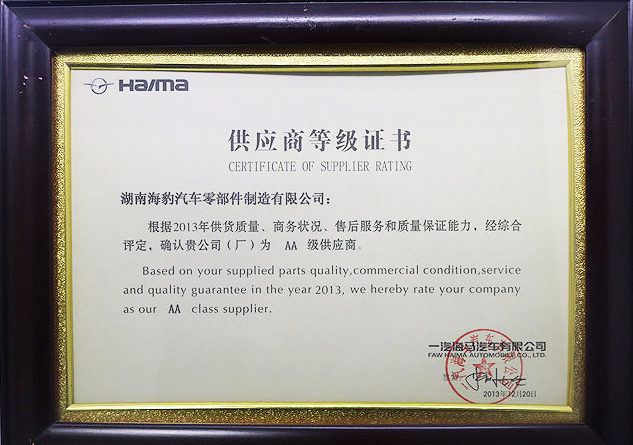 HAIMA
供应商等级证书
CERTIFICATE OF SUPPLIER RATING
湖南海豹汽车零部件制造有限公司：
根据2013年供货质量、商务状况、售后服务和质量保证能力，经综合
评定，确认贵公司（厂）为 AA 级供应商。
Based on your supplied parts quality,commercial condition,service
and quality guarantee in the year 2013, we hereby rate your company
as our AA class supplier.
一汽海马汽车有限公司
FAW HAIMA AUTOMOBILE CO., LTD.
2013年12月20日